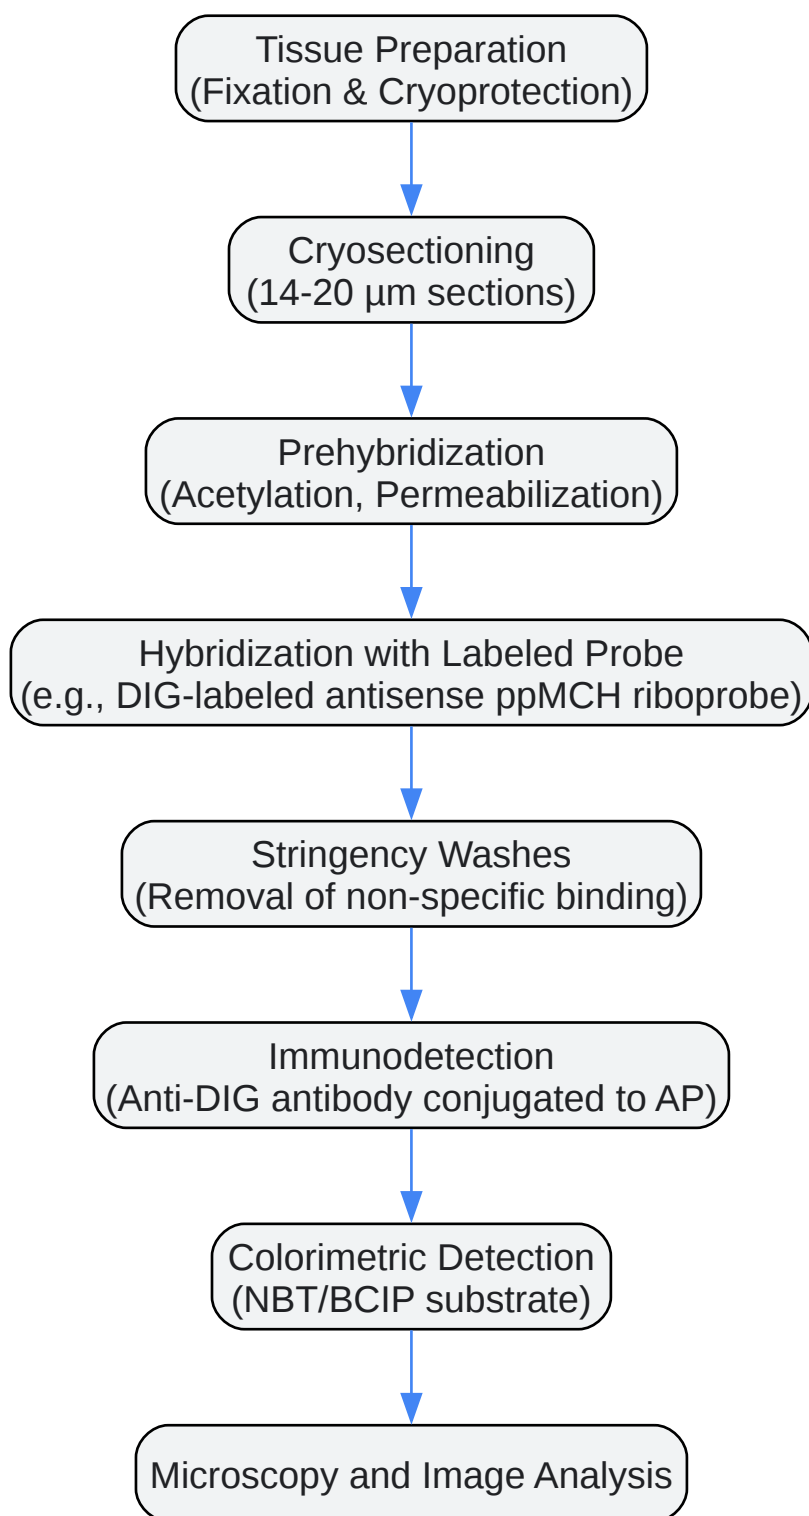 Tissue Preparation
(Fixation & Cryoprotection)
Cryosectioning
(14-20 µm sections)
Prehybridization
(Acetylation, Permeabilization)
Hybridization with Labeled Probe
(e.g., DIG-labeled antisense ppMCH riboprobe)
Stringency Washes
(Removal of non-specific binding)
Immunodetection
(Anti-DIG antibody conjugated to AP)
Colorimetric Detection
(NBT/BCIP substrate)
Microscopy and Image Analysis